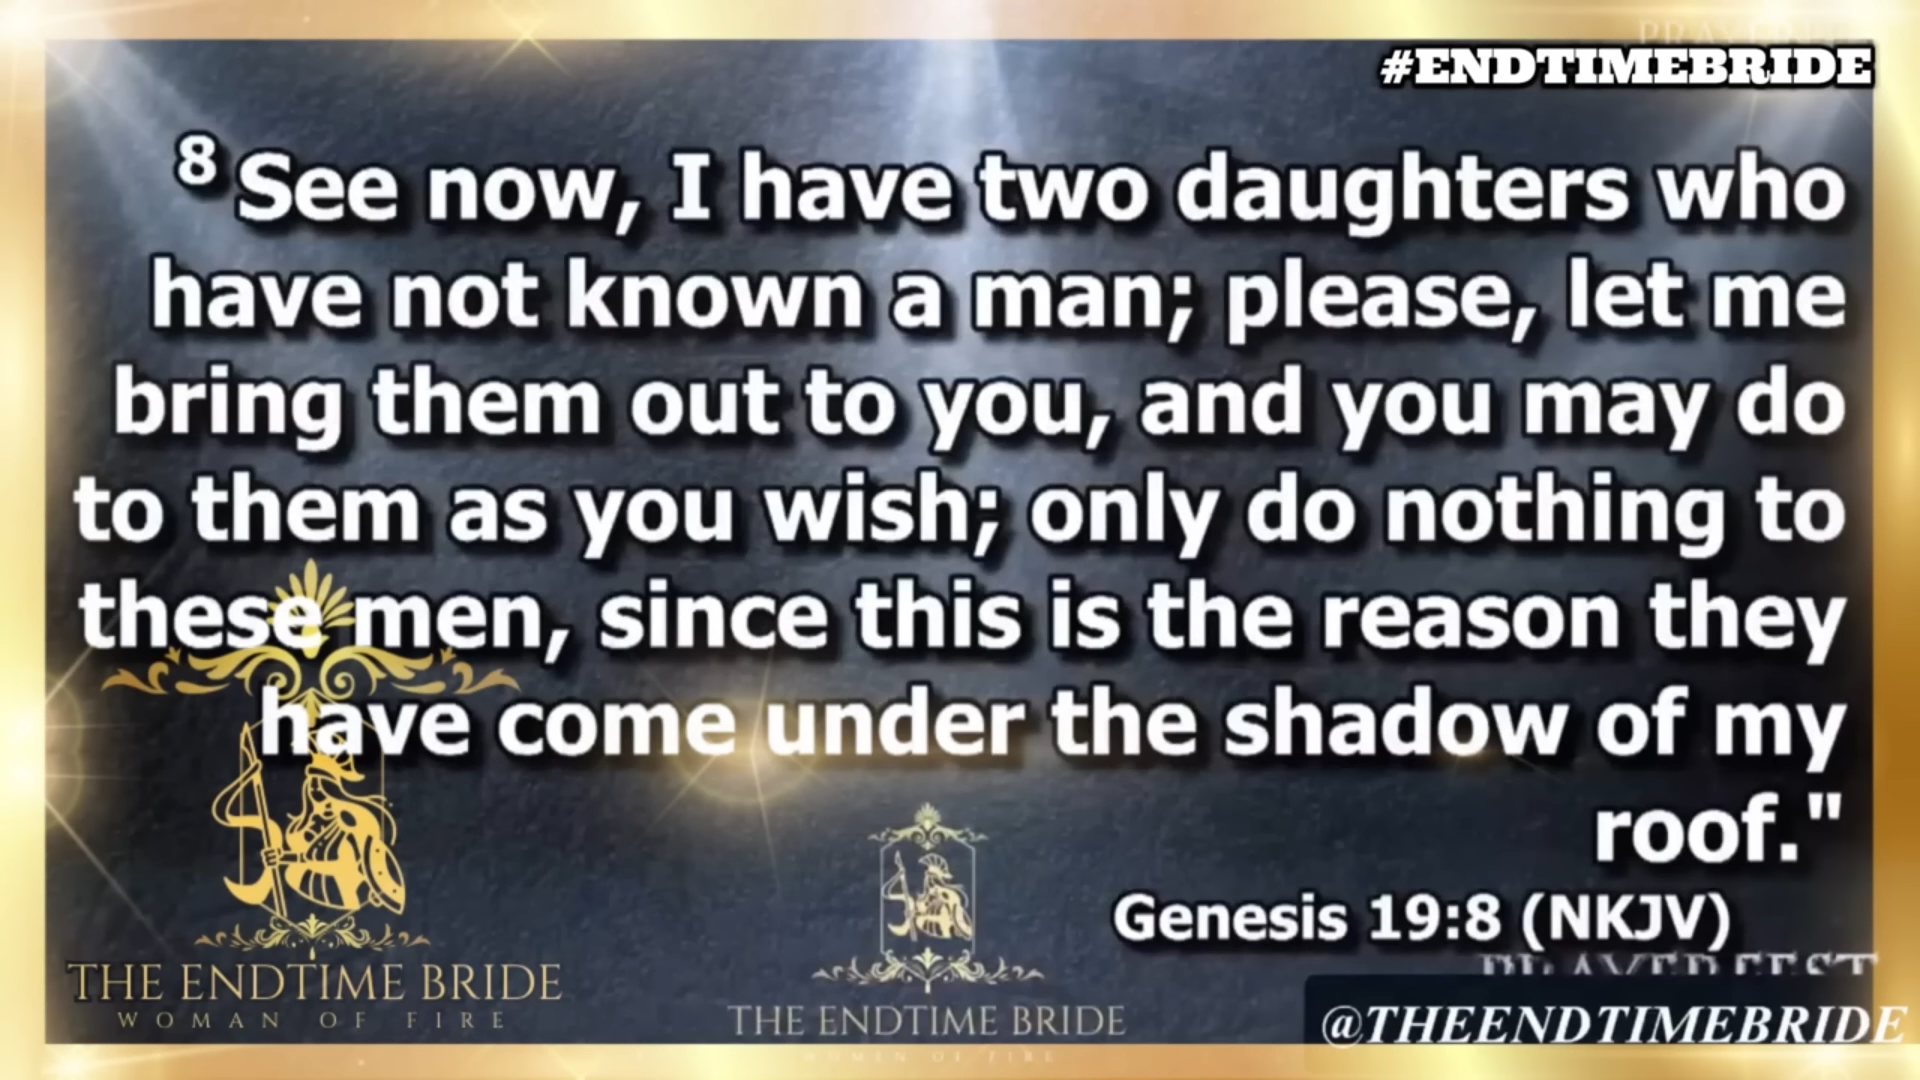 #ENDTIMEBRIDE
8 See now, I have two daughters who
have not known a man; please, let me
bring them out to you, and you may do
to them as you wish; only do nothing to
these men, since this is the reason they
have come under the shadow of my
roof."
Genesis 19:8 (NKJV)
PRAYER FEST
THE ENDTIME BRIDE
WOMAN OF FIRE
THE ENDTIME BRIDE
WOMEN OF FIRE
@THEENDTIMEBRIDE